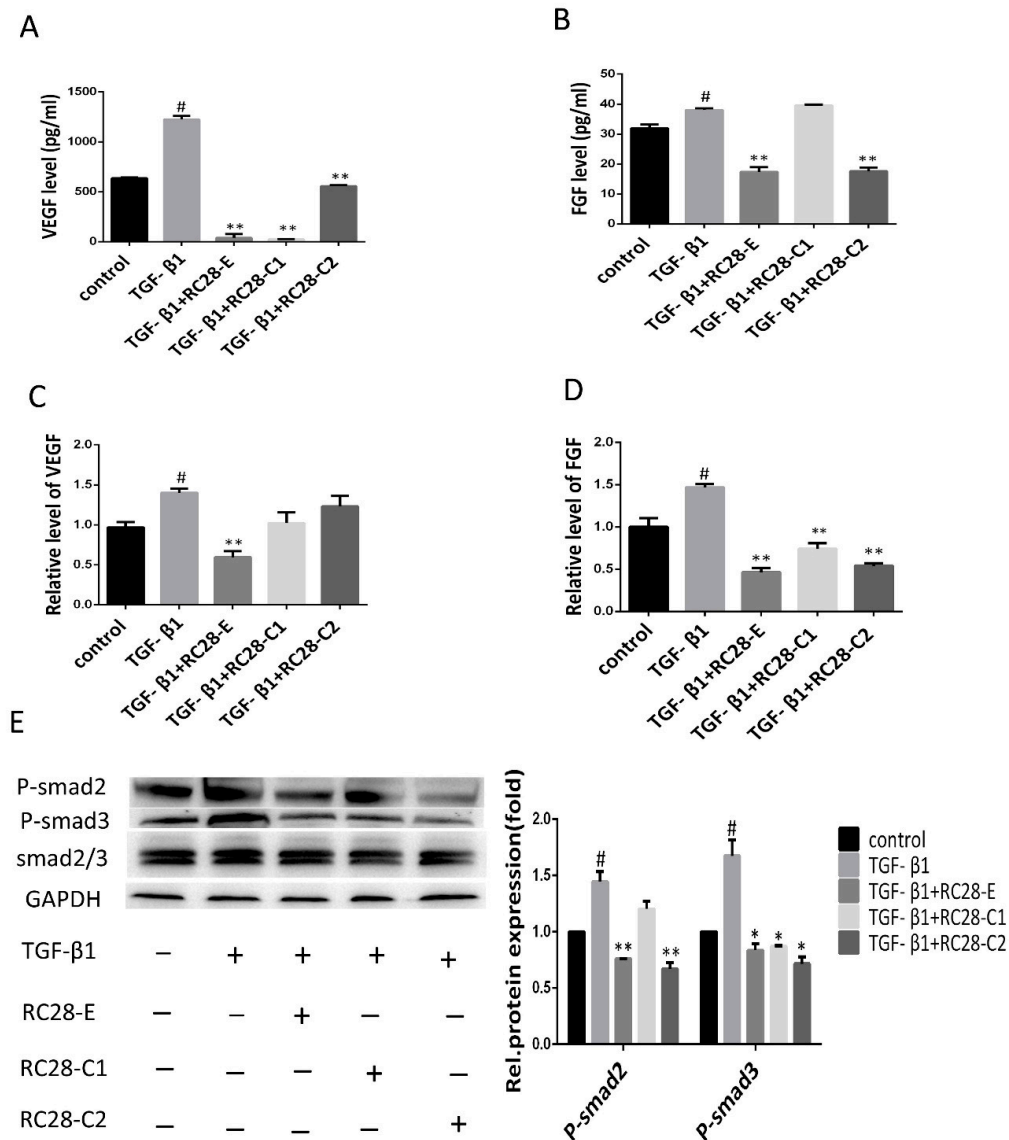 A
VEGF level (pg/ml)
1500
1000
500
0
#
**
**
**
control
TGF- β1
TGF- β1+RC28-E
TGF- β1+RC28-C1
TGF- β1+RC28-C2
B
FGF level (pg/ml)
50
40
30
20
10
0
#
**
**
control
TGF- β1
TGF- β1+RC28-E
TGF- β1+RC28-C1
TGF- β1+RC28-C2
C
Relative level of VEGF
2.0
1.5
1.0
0.5
0.0
#
**
control
TGF- β1
TGF- β1+RC28-E
TGF- β1+RC28-C1
TGF- β1+RC28-C2
D
Relative level of FGF
2.0
1.5
1.0
0.5
0.0
#
**
**
**
control
TGF- β1
TGF- β1+RC28-E
TGF- β1+RC28-C1
TGF- β1+RC28-C2
E
P-smad2
P-smad3
smad2/3
GAPDH
TGF-β1 – + + + +
RC28-E – – + – –
RC28-C1 – – – + –
RC28-C2 – – – – +
Rel.protein expression(fold)
2.0
1.5
1.0
0.5
0.0
#
**
**
#
*
*
*
P-smad2
P-smad3
control
TGF- β1
TGF- β1+RC28-E
TGF- β1+RC28-C1
TGF- β1+RC28-C2